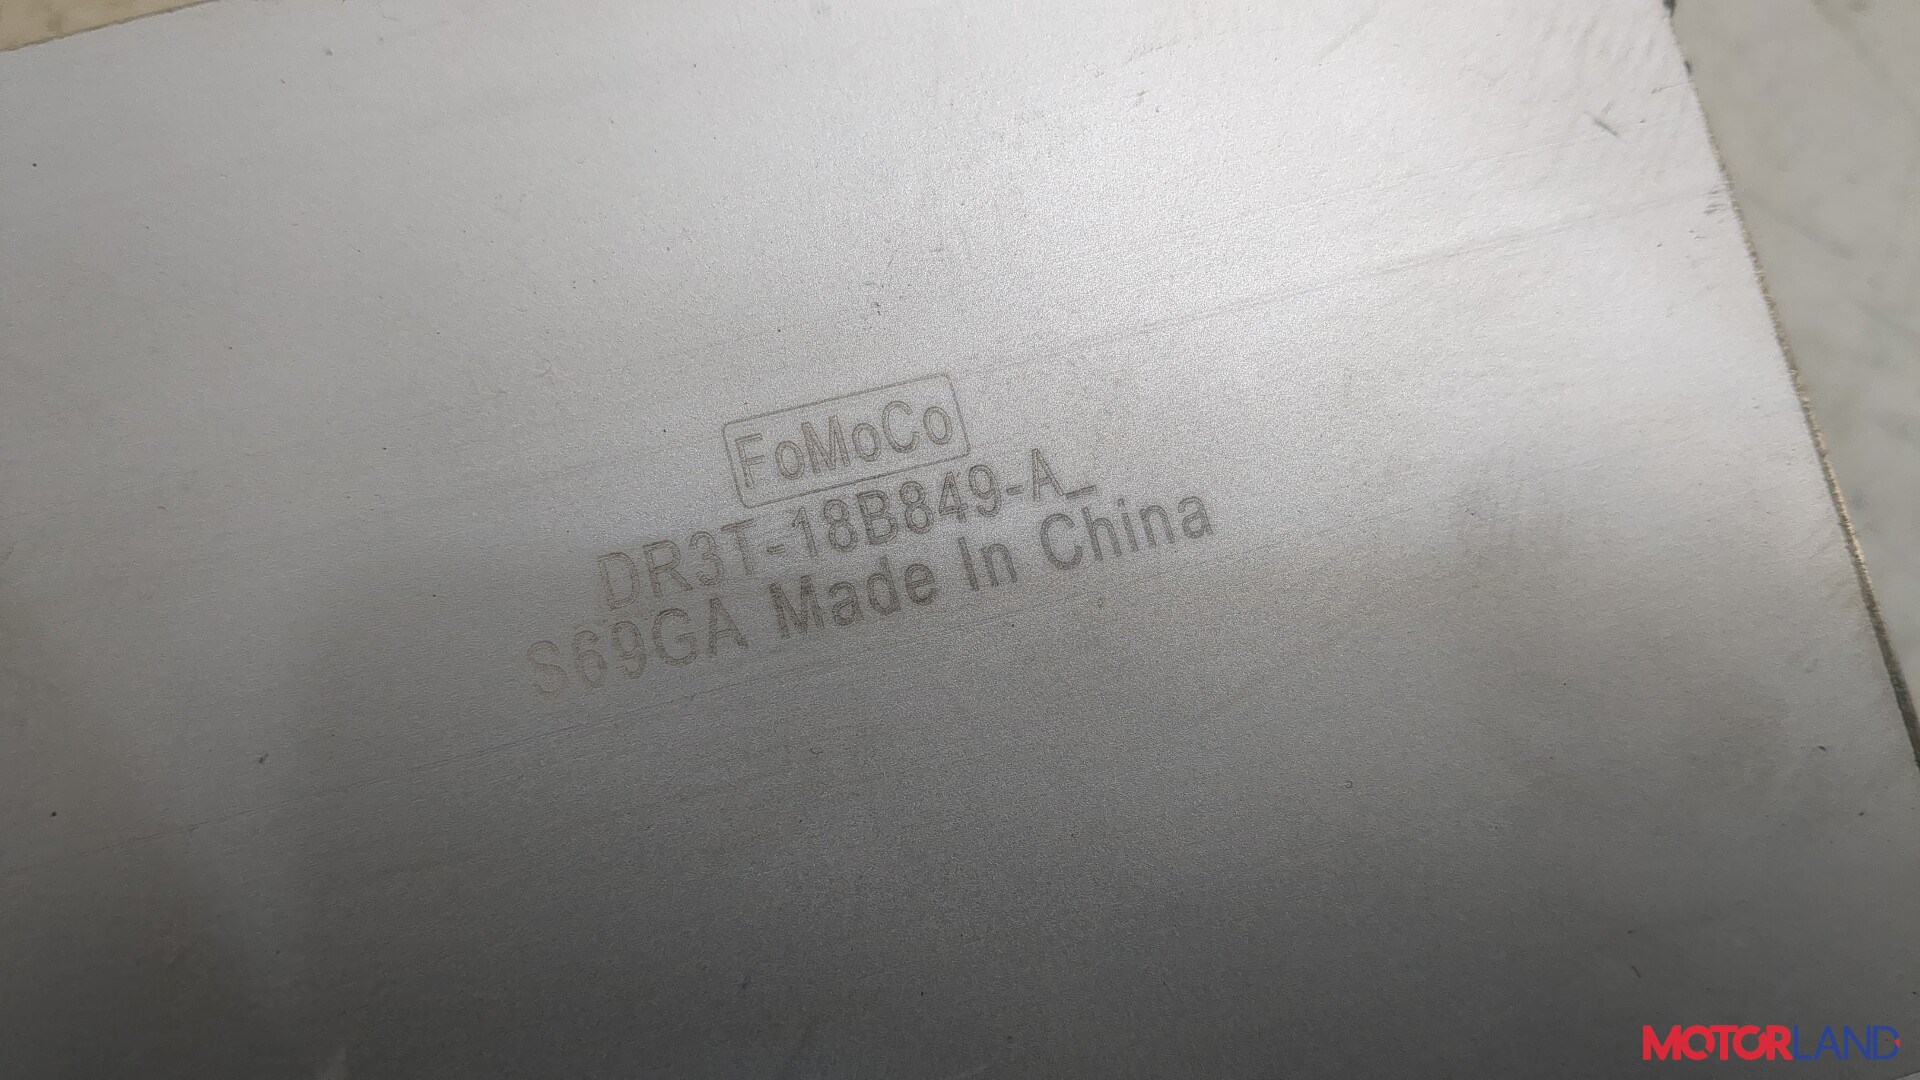 FoMoCo
DR3T-18B849-A_
S69GA Made In China
MOTORLAND